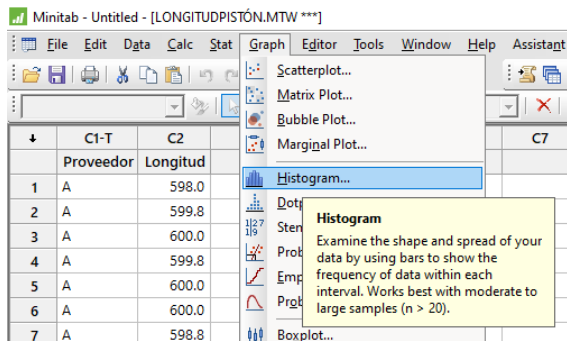 Minitab - Untitled - [LONGITUDPISTÓN.MTW ***]
File Edit Data Calc Stat Graph Editor Tools Window Help Assistant
Scatterplot...
Matrix Plot...
Bubble Plot...
Marginal Plot...
Histogram...
Histogram
Examine the shape and spread of your
data by using bars to show the
frequency of data within each
interval. Works best with moderate to
large samples (n > 20).
Boxplot...
C1-T C2 C7
Proveedor Longitud
1 A 598.0
2 A 599.8
3 A 600.0
4 A 599.8
5 A 600.0
6 A 600.0
7 A 598.8